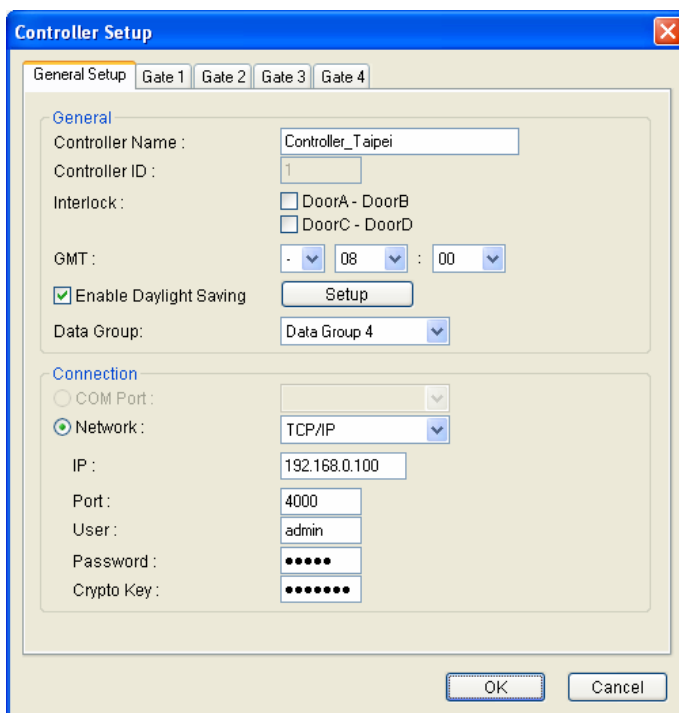 Controller Setup
General Setup Gate 1 Gate 2 Gate 3 Gate 4
General
Controller Name : Controller_Taipei
Controller ID : 1
Interlock : DoorA - DoorB
DoorC - DoorD
GMT : - 08 : 00
Enable Daylight Saving Setup
Data Group: Data Group 4
Connection
COM Port :
Network : TCP/IP
IP : 192.168.0.100
Port : 4000
User : admin
Password : •••••
Crypto Key : •••••••
OK Cancel